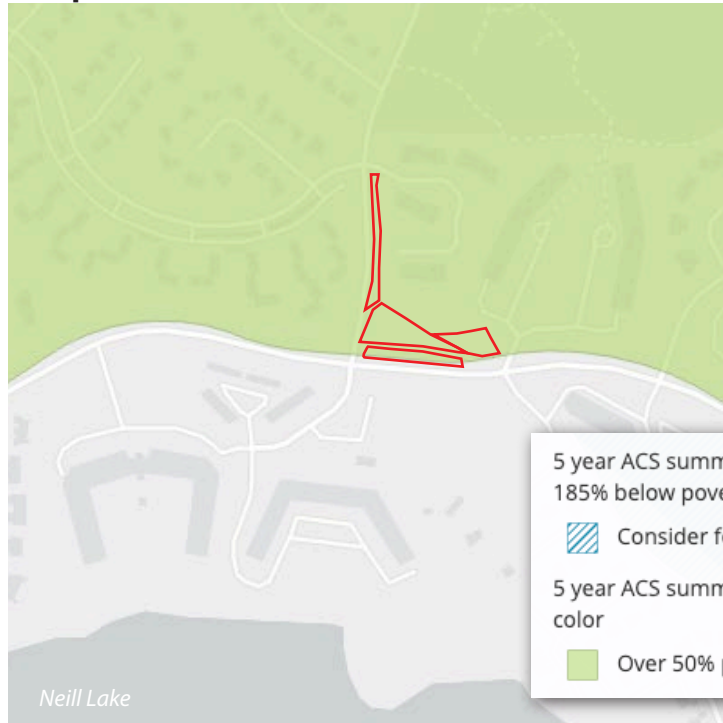 5 year ACS summ
185% below pove
Consider f
5 year ACS summ
color
Over 50%
Neill Lake